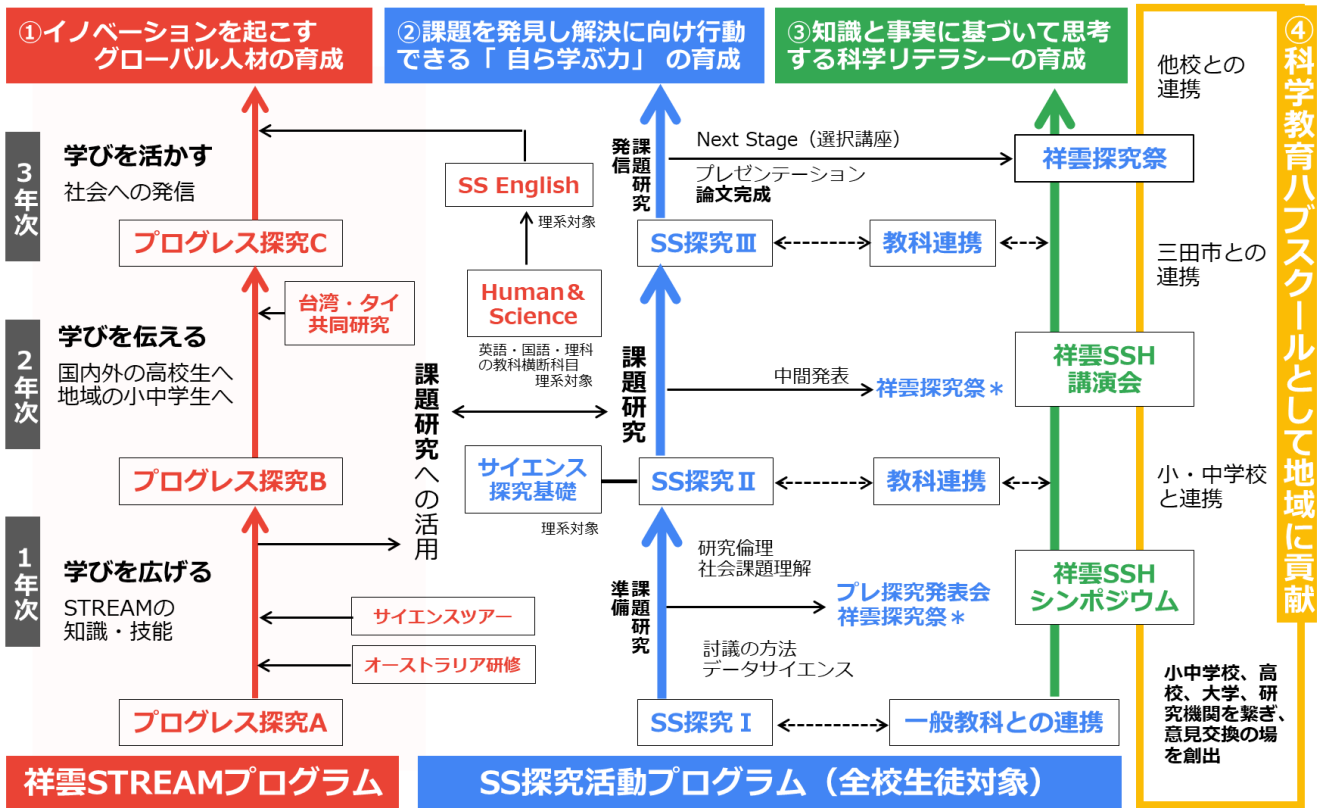 ①イノベーションを起こす
グローバル人材の育成
②課題を発見し解決に向け行動
できる「 自ら学ぶ力」 の育成
③知識と事実に基づいて思考
する科学リテラシーの育成
④科学教育ハブスクールとして地域に貢献
他校との
連携
三田市との
連携
小・中学校
と連携
小中学校、高
校、大学、研
究機関を繋ぎ、
意見交換の場
を創出
3年次
学びを活かす
社会への発信
プログレス探究C
SS English
理系対象
課題研究
発信
Next Stage（選択講座）
プレゼンテーション
論文完成
祥雲探究祭
SS探究Ⅲ
教科連携
2年次
学びを伝える
国内外の高校生へ
地域の小中学生へ
台湾・タイ
共同研究
Human＆
Science
英語・国語・理科
の教科横断科目
理系対象
課題研究への活用
課題研究
中間発表
祥雲探究祭＊
祥雲SSH
講演会
プログレス探究B
サイエンス
探究基礎
理系対象
SS探究Ⅱ
教科連携
1年次
学びを広げる
STREAMの
知識・技能
サイエンスツアー
オーストラリア研修
課題研究
準備
研究倫理
社会課題理解
プレ探究発表会
祥雲探究祭＊
討議の方法
データサイエンス
祥雲SSH
シンポジウム
プログレス探究A
SS探究Ⅰ
一般教科との連携
祥雲STREAMプログラム
SS探究活動プログラム（全校生徒対象）